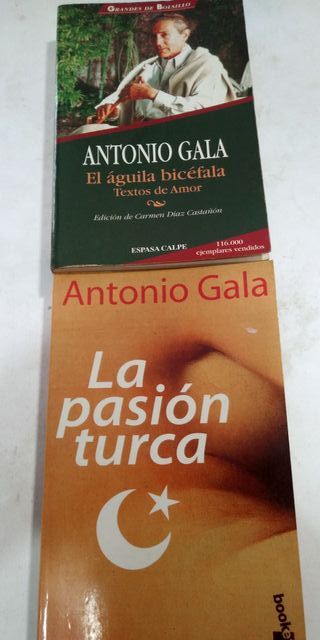 GRANDES DE BOLSILLO
ANTONIO GALA
El águila bicéfala
Textos de Amor
Edición de Carmen Díaz Castañón
ESPASA CALPE
116.000
ejemplares vendidos
Antonio Gala
La
pasión
turca
booket